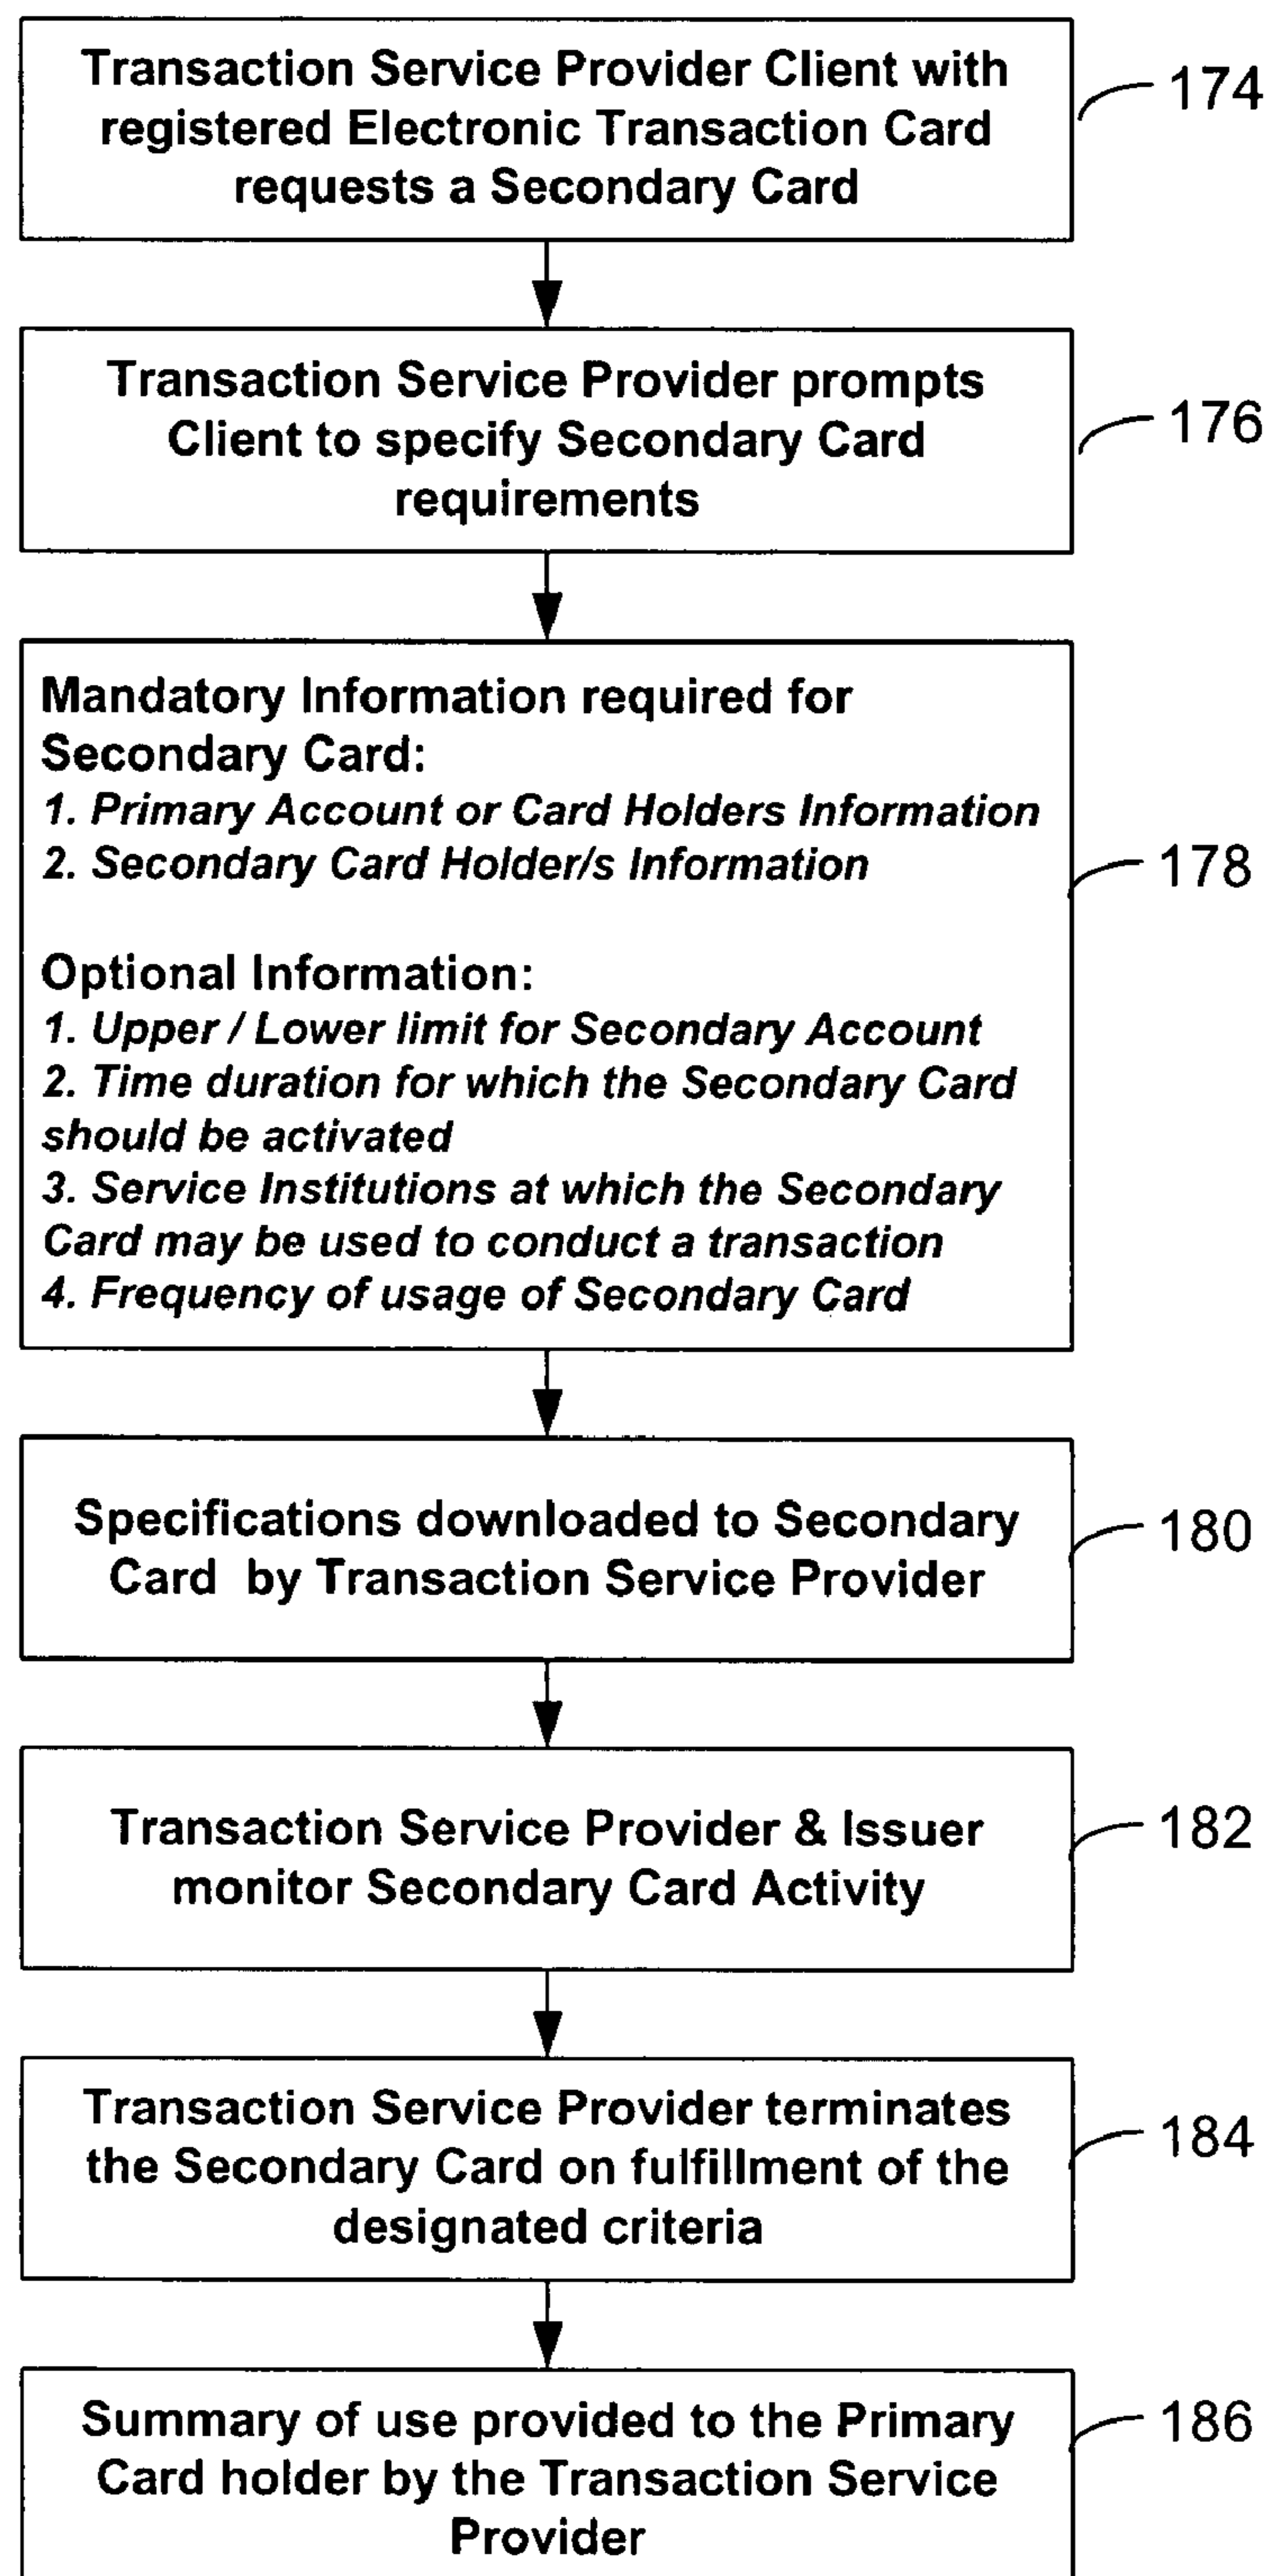 Transaction Service Provider Client with
registered Electronic Transaction Card
requests a Secondary Card
174
Transaction Service Provider prompts
Client to specify Secondary Card
requirements
176
Mandatory Information required for
Secondary Card:
1. Primary Account or Card Holders Information
2. Secondary Card Holder/s Information
178
Optional Information:
1. Upper / Lower limit for Secondary Account
2. Time duration for which the Secondary Card
should be activated
3. Service Institutions at which the Secondary
Card may be used to conduct a transaction
4. Frequency of usage of Secondary Card
Specifications downloaded to Secondary
Card by Transaction Service Provider
180
Transaction Service Provider & Issuer
monitor Secondary Card Activity
182
Transaction Service Provider terminates
the Secondary Card on fulfillment of the
designated criteria
184
Summary of use provided to the Primary
Card holder by the Transaction Service
Provider
186